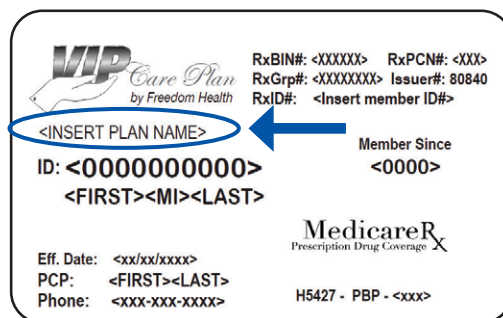 VIP
Care Plan
by Freedom Health
RxBIN#: <XXXXXX> RxPCN#: <XXX>
RxGrp#: <XXXXXXXX> Issuer#: 80840
RxID#: <Insert member ID#>
<INSERT PLAN NAME>
Member Since
<0000>
ID: <0000000000>
<FIRST><MI><LAST>
MedicareRx
Prescription Drug Coverage
Eff. Date: <xx/xx/xxxx>
PCP: <FIRST><LAST>
Phone: <xxx-xxx-xxxx>
H5427 - PBP - <xxx>